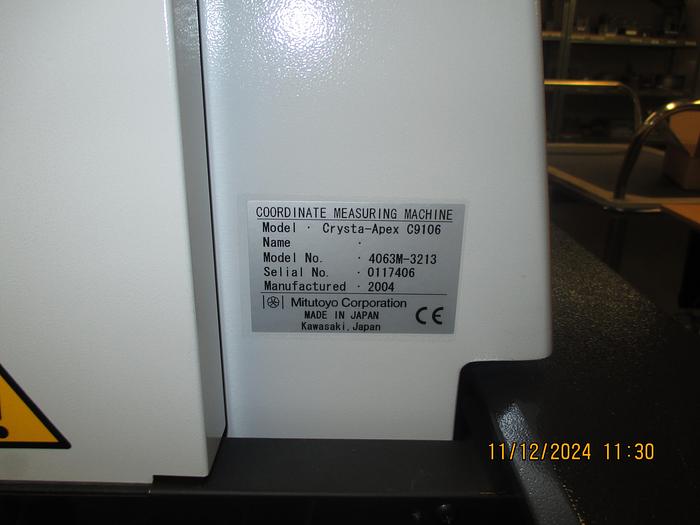 COORDINATE MEASURING MACHINE
Model · Crysta-Apex C9106
Name ·
Model No. · 4063M-3213
Serial No. · 0117406
Manufactured · 2004
Mitutoyo Corporation
MADE IN JAPAN
Kawasaki, Japan
CE
11/12/2024 11:30